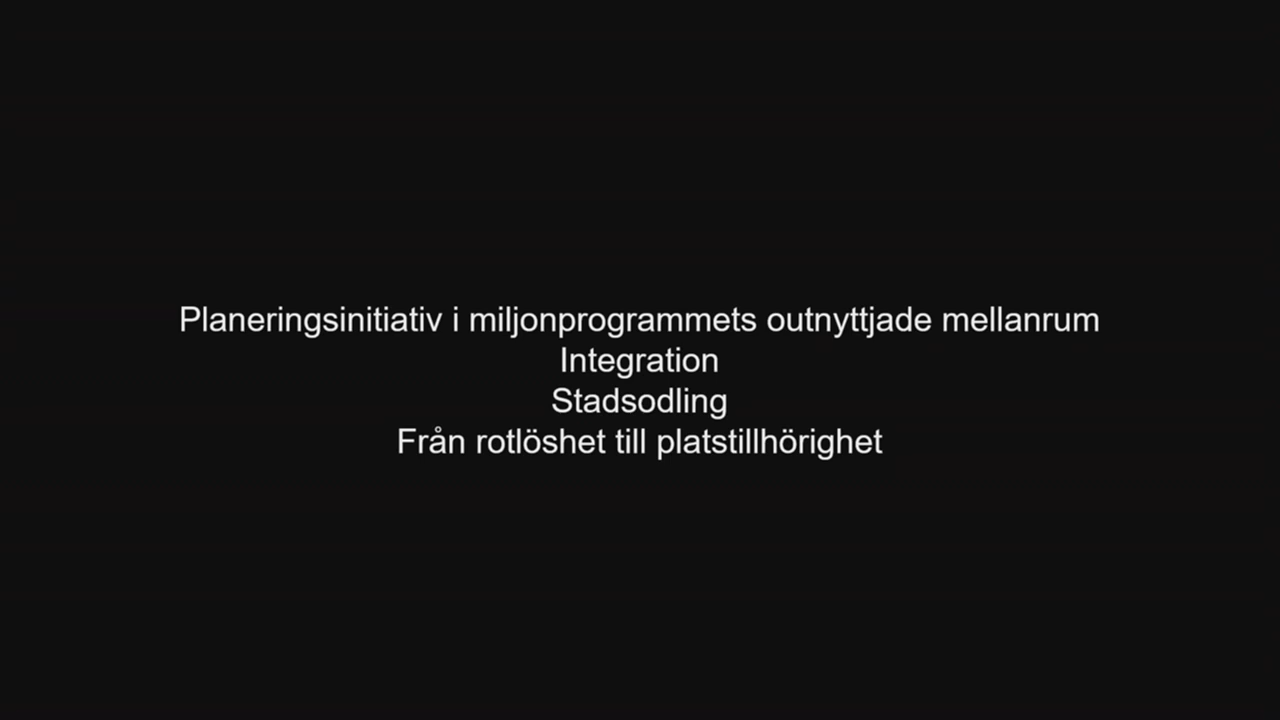 Planeringsinitiativ i miljonprogrammets outnyttjade mellanrum
Integration
Stadsodling
Från rotlöshet till platstillhörighet